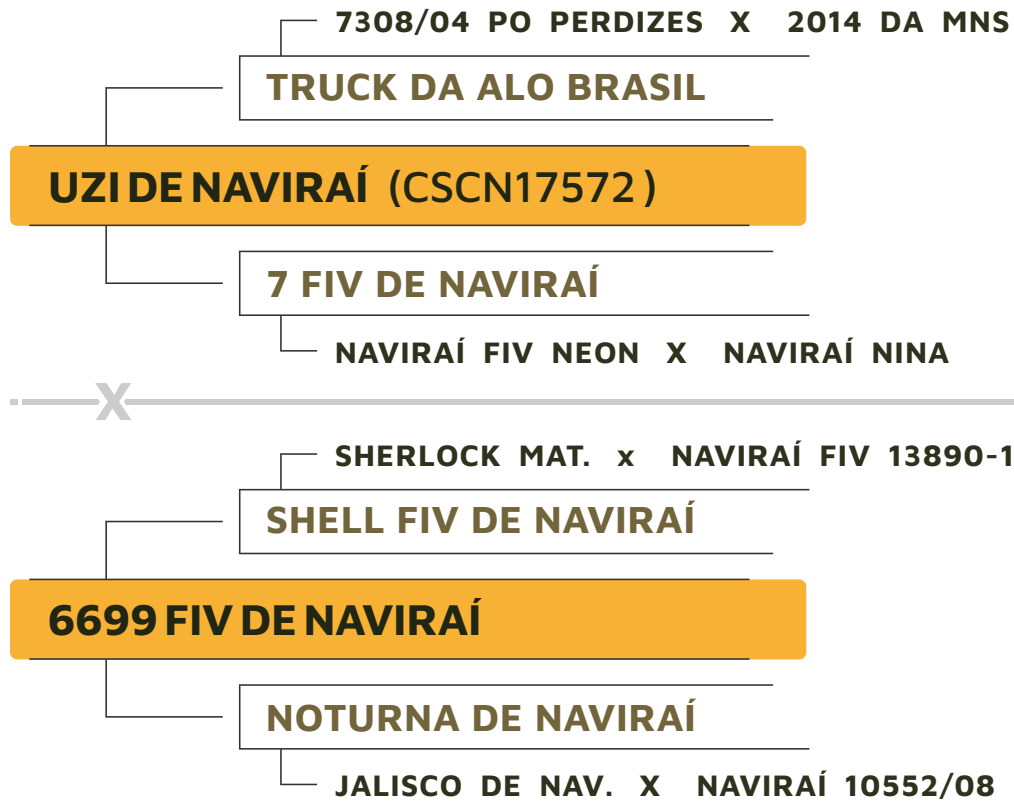 7308/04 PO PERDIZES X 2014 DA MNS
TRUCK DA ALO BRASIL
UZI DE NAVIRAÍ (CSCN17572 )
7 FIV DE NAVIRAÍ
NAVIRAÍ FIV NEON X NAVIRAÍ NINA
X
SHERLOCK MAT. x NAVIRAÍ FIV 13890-1
SHELL FIV DE NAVIRAÍ
6699 FIV DE NAVIRAÍ
NOTURNA DE NAVIRAÍ
JALISCO DE NAV. X NAVIRAÍ 10552/08